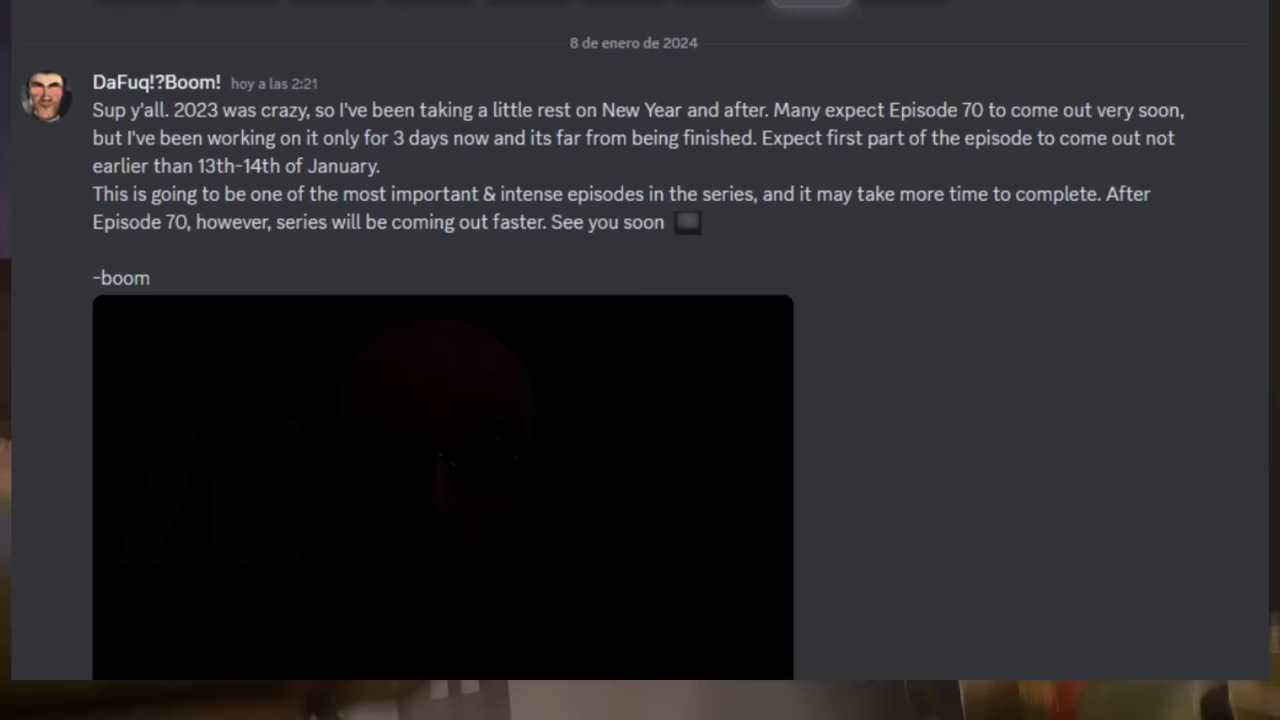 8 de enero de 2024
DaFuq!?Boom! hoy a las 2:21
Sup y'all. 2023 was crazy, so I've been taking a little rest on New Year and after. Many expect Episode 70 to come out very soon,
but I've been working on it only for 3 days now and its far from being finished. Expect first part of the episode to come out not
earlier than 13th-14th of January.
This is going to be one of the most important & intense episodes in the series, and it may take more time to complete. After
Episode 70, however, series will be coming out faster. See you soon
-boom
70